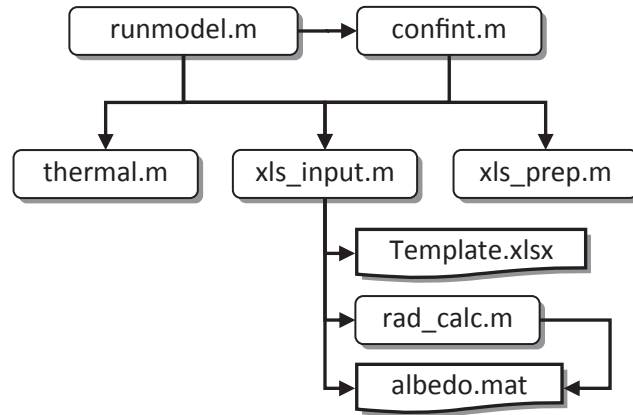 runmodel.m
confint.m
thermal.m
xls_input.m
xls_prep.m
Template.xlsx
rad_calc.m
albedo.mat